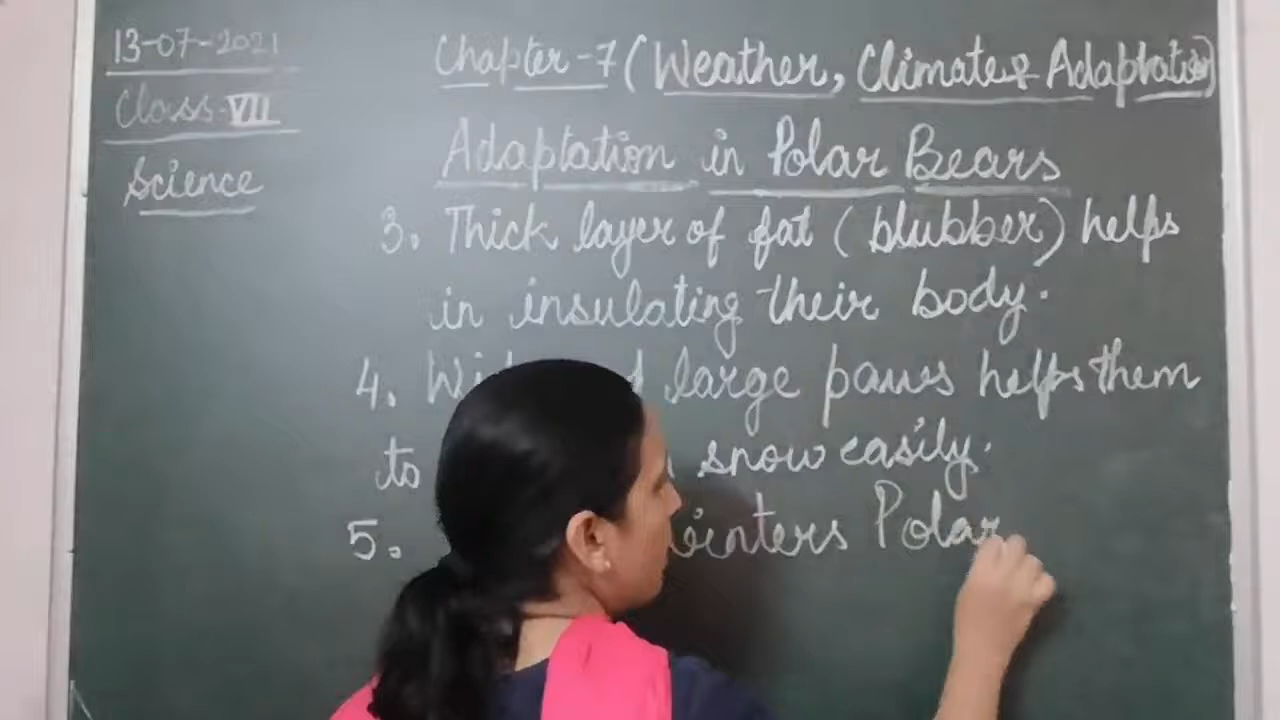 13-07-2021
Class-VII
Science
Chapter-7 (Weather, Climate & Adaptation)
Adaptation in Polar Bears
3. Thick layer of fat (blubber) helps
in insulating their body.
4. large paws helps them
to snow easily.
5. winters Polar